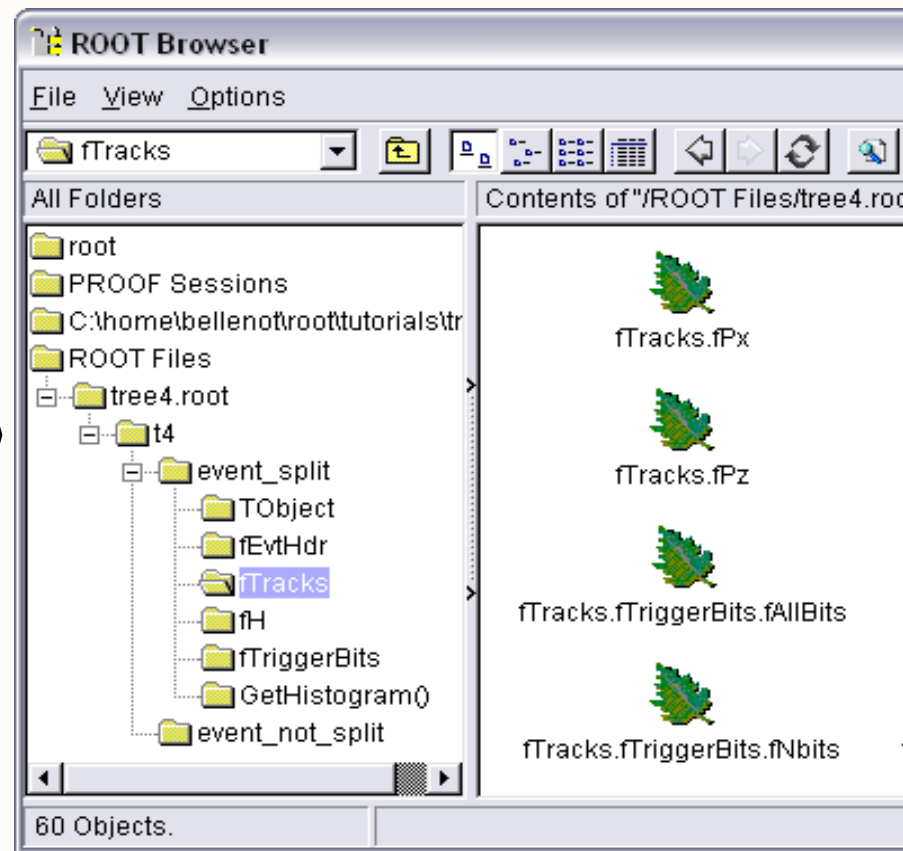 ROOT Browser
File View Options
fTracks
All Folders
Contents of "/ROOT Files/tree4.roo
root
PROOF Sessions
C:\home\bellenot\root\tutorials\tr
ROOT Files
tree4.root
t4
event_split
TObject
fEvtHdr
fTracks
fH
fTriggerBits
GetHistogram()
event_not_split
fTracks.fPx
fTracks.fPz
fTracks.fTriggerBits.fAllBits
fTracks.fTriggerBits.fNbits
60 Objects.